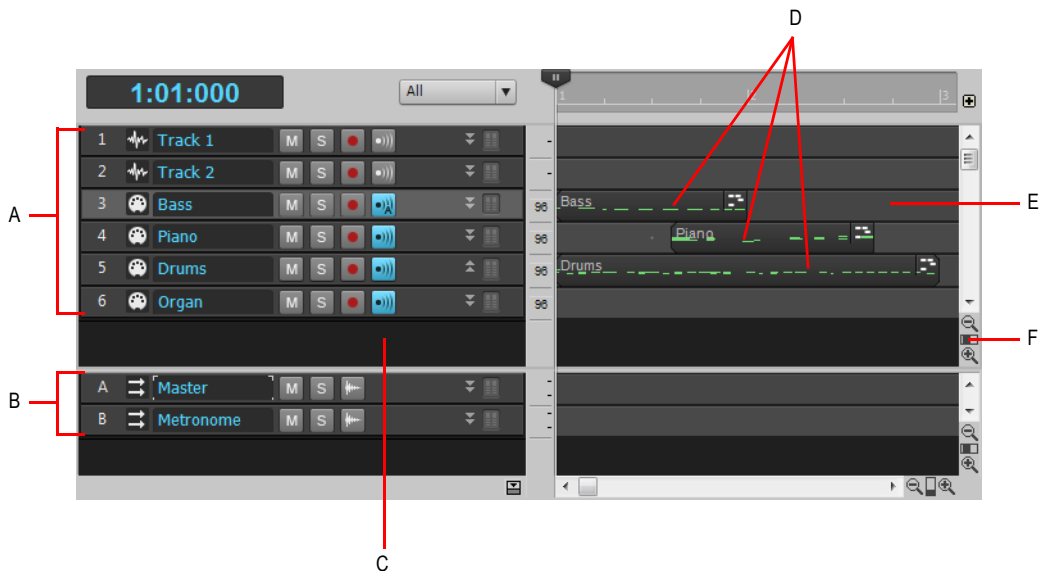 D
1:01:000 All
1 2 3
1 Track 1 M S -
2 Track 2 M S -
A
3 Bass M S A 96 Bass
E
4 Piano M S 96 Piano
5 Drums M S 96 Drums
6 Organ M S 96
F
B
A Master M S - -
B Metronome M S - -
C